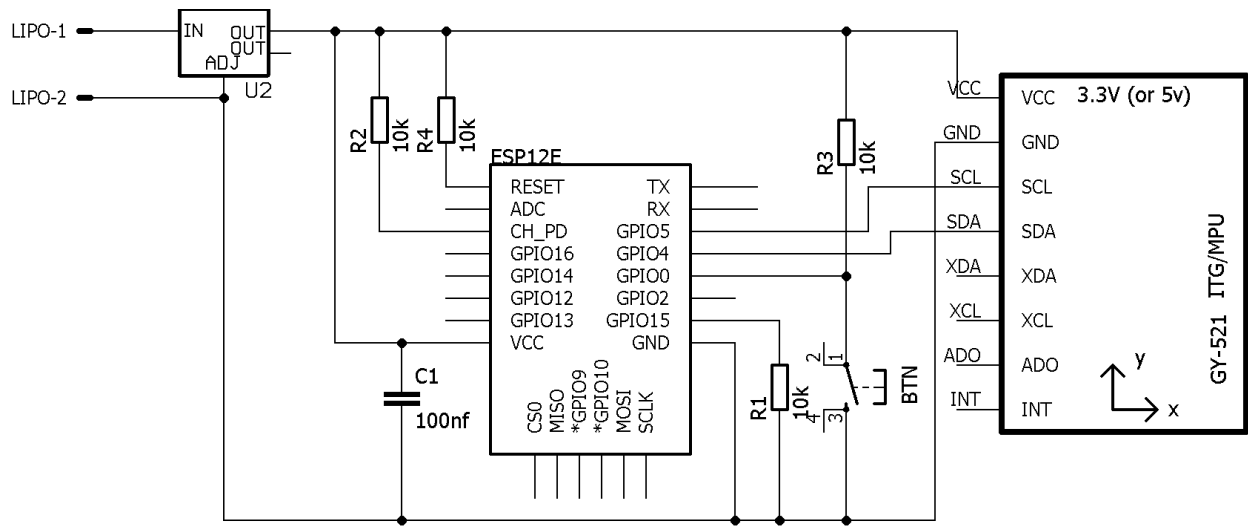 LIPO-1
LIPO-2
IN
OUT
OUT
ADJ
U2
R2
10k
R4
10k
R3
10k
ESP12E
RESET
ADC
CH_PD
GPIO16
GPIO14
GPIO12
GPIO13
VCC
TX
RX
GPIO5
GPIO4
GPIO0
GPIO2
GPIO15
GND
CS0
MISO
*GPIO9
*GPIO10
MOSI
SCLK
C1
100nf
R1
10k
2
1
4
3
BTN
VCC
GND
SCL
SDA
XDA
XCL
ADO
INT
VCC
3.3V (or 5v)
GND
SCL
SDA
XDA
XCL
ADO
INT
GY-521 ITG/MPU
y
x